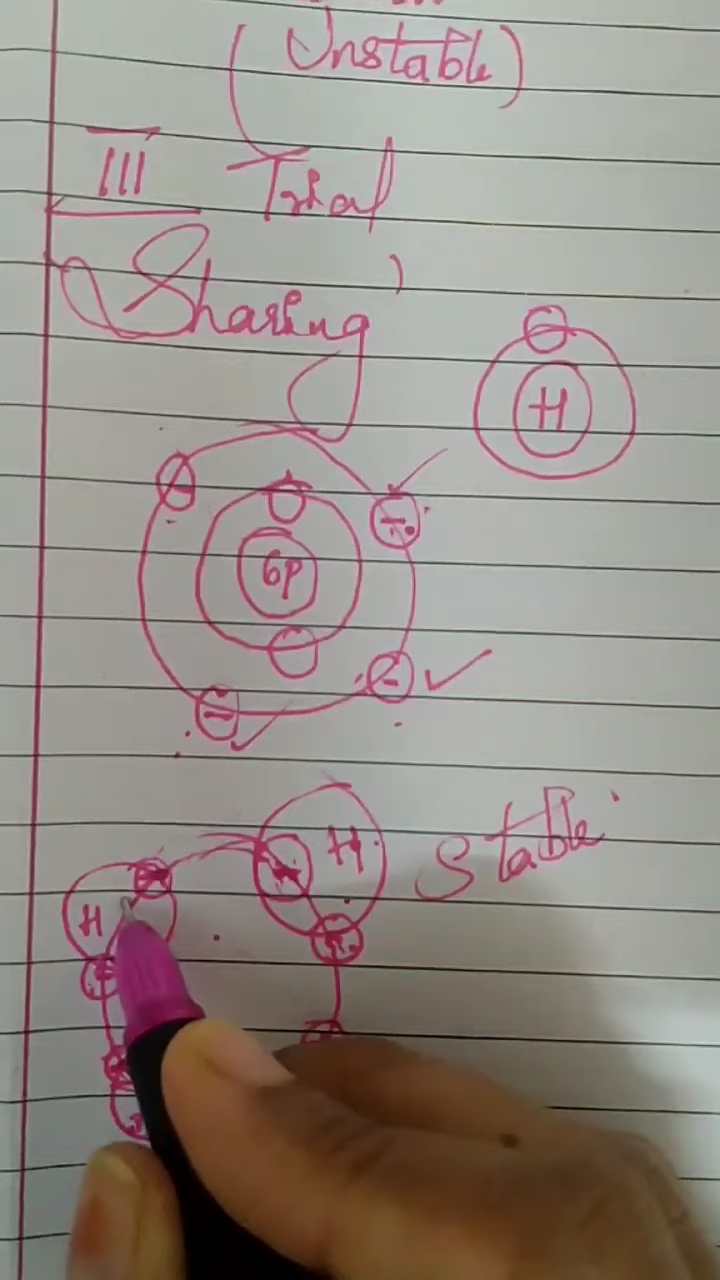 (Unstable)
III Trial
Sharing
H
6P
H
Stable
H